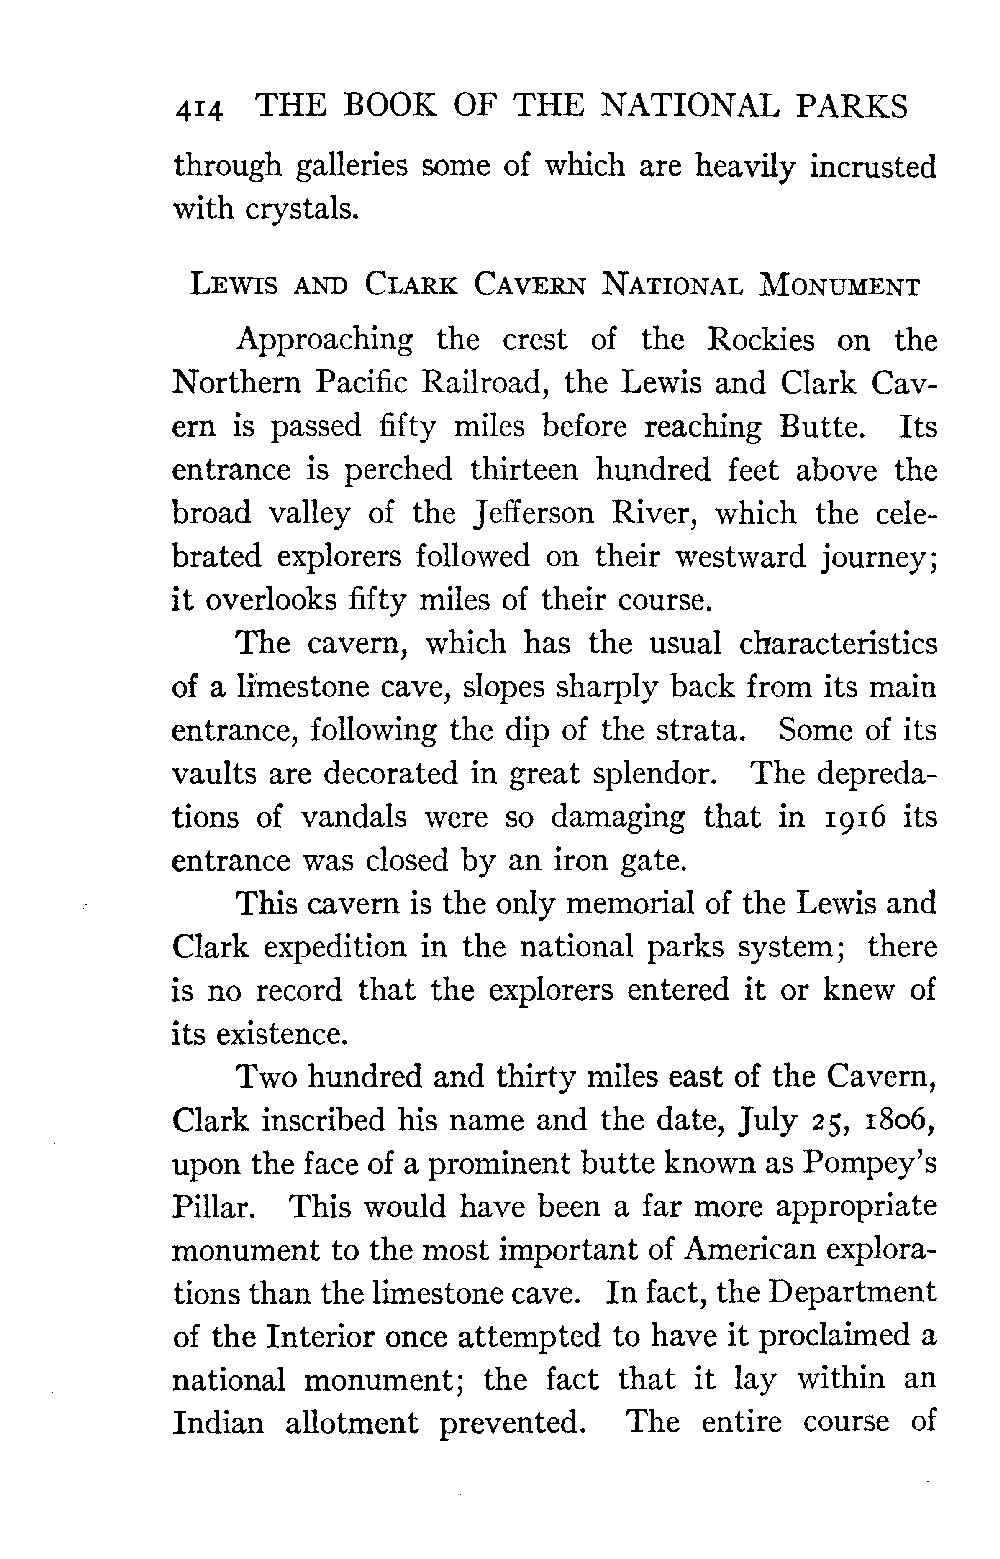 414 THE BOOK OF THE NATIONAL PARKS
through galleries some of which are heavily incrusted
with crystals.
LEWIS AND CLARK CAVERN NATIONAL MONUMENT
Approaching the crest of the Rockies on the
Northern Pacific Railroad, the Lewis and Clark Cav-
ern is passed fifty miles before reaching Butte. Its
entrance is perched thirteen hundred feet above the
broad valley of the Jefferson River, which the cele-
brated explorers followed on their westward journey;
it overlooks fifty miles of their course.
The cavern, which has the usual characteristics
of a limestone cave, slopes sharply back from its main
entrance, following the dip of the strata. Some of its
vaults are decorated in great splendor. The depreda-
tions of vandals were so damaging that in 1916 its
entrance was closed by an iron gate.
This cavern is the only memorial of the Lewis and
Clark expedition in the national parks system; there
is no record that the explorers entered it or knew of
its existence.
Two hundred and thirty miles east of the Cavern,
Clark inscribed his name and the date, July 25, 1806,
upon the face of a prominent butte known as Pompey's
Pillar. This would have been a far more appropriate
monument to the most important of American explora-
tions than the limestone cave. In fact, the Department
of the Interior once attempted to have it proclaimed a
national monument; the fact that it lay within an
Indian allotment prevented. The entire course of